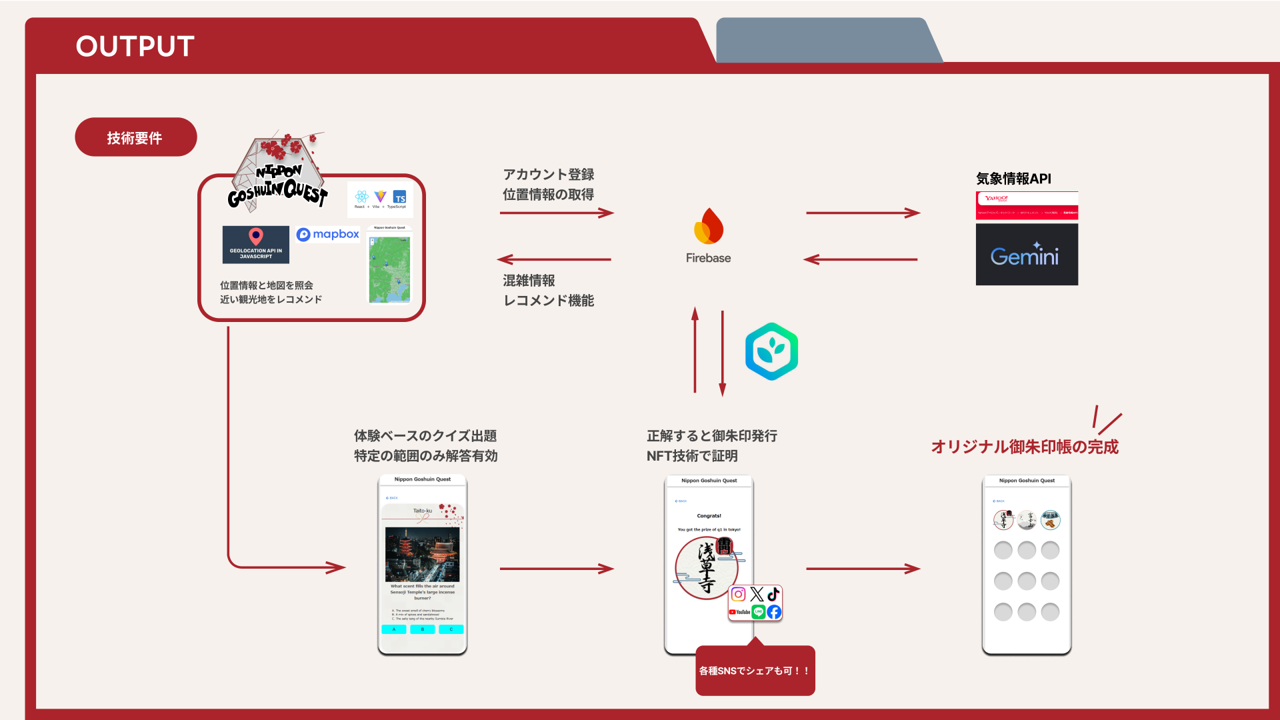 OUTPUT
技術要件
NIPPON
GOSHUIN QUEST
React + Vite + TypeScript
TS
GEOLOCATION API IN
JAVASCRIPT
mapbox
Nippon Goshuin Quest
位置情報と地図を照会
近い観光地をレコメンド
アカウント登録
位置情報の取得
混雑情報
レコメンド機能
Firebase
気象情報API
YAHOO!
Gemini
体験ベースのクイズ出題
特定の範囲のみ解答有効
Nippon Goshuin Quest
Taito-ku
What scent fills the air around
Sensoji Temple's large incense
burner?
A
B
C
正解すると御朱印発行
NFT技術で証明
Nippon Goshuin Quest
Congrats!
You got the prize of q1 in tokyo!
浅草寺
YouTube
LINE
各種SNSでシェアも可！！
オリジナル御朱印帳の完成
Nippon Goshuin Quest
浅草寺